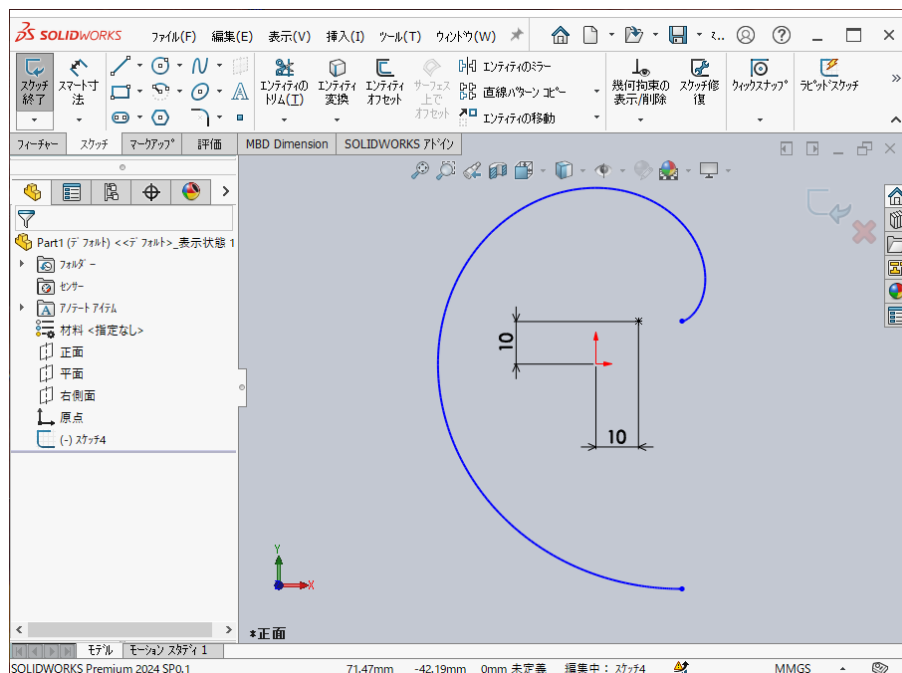 SOLIDWORKS ファイル(F) 編集(E) 表示(V) 挿入(I) ツール(T) ウィンドウ(W)
スケッチ終了 スマート寸法 エンティティのトリム(I) エンティティ変換 エンティティオフセット サーフェス上でオフセット エンティティのミラー 直線パターン コピー エンティティの移動 幾何拘束の表示/削除 スケッチ修復 クィックスナップ ラピッドスケッチ
フィーチャー スケッチ マークアップ 評価 MBD Dimension SOLIDWORKS アドイン
Part1 (デフォルト) <<デフォルト>_表示状態 1
フォルダー
センサー
アノテート アイテム
材料 <指定なし>
正面
平面
右側面
原点
(-) スケッチ4
10
10
Y
X
*正面
モデル モーション スタディ 1
SOLIDWORKS Premium 2024 SP0.1 71.47mm -42.19mm 0mm 未定義 編集中 : スケッチ4 MMGS